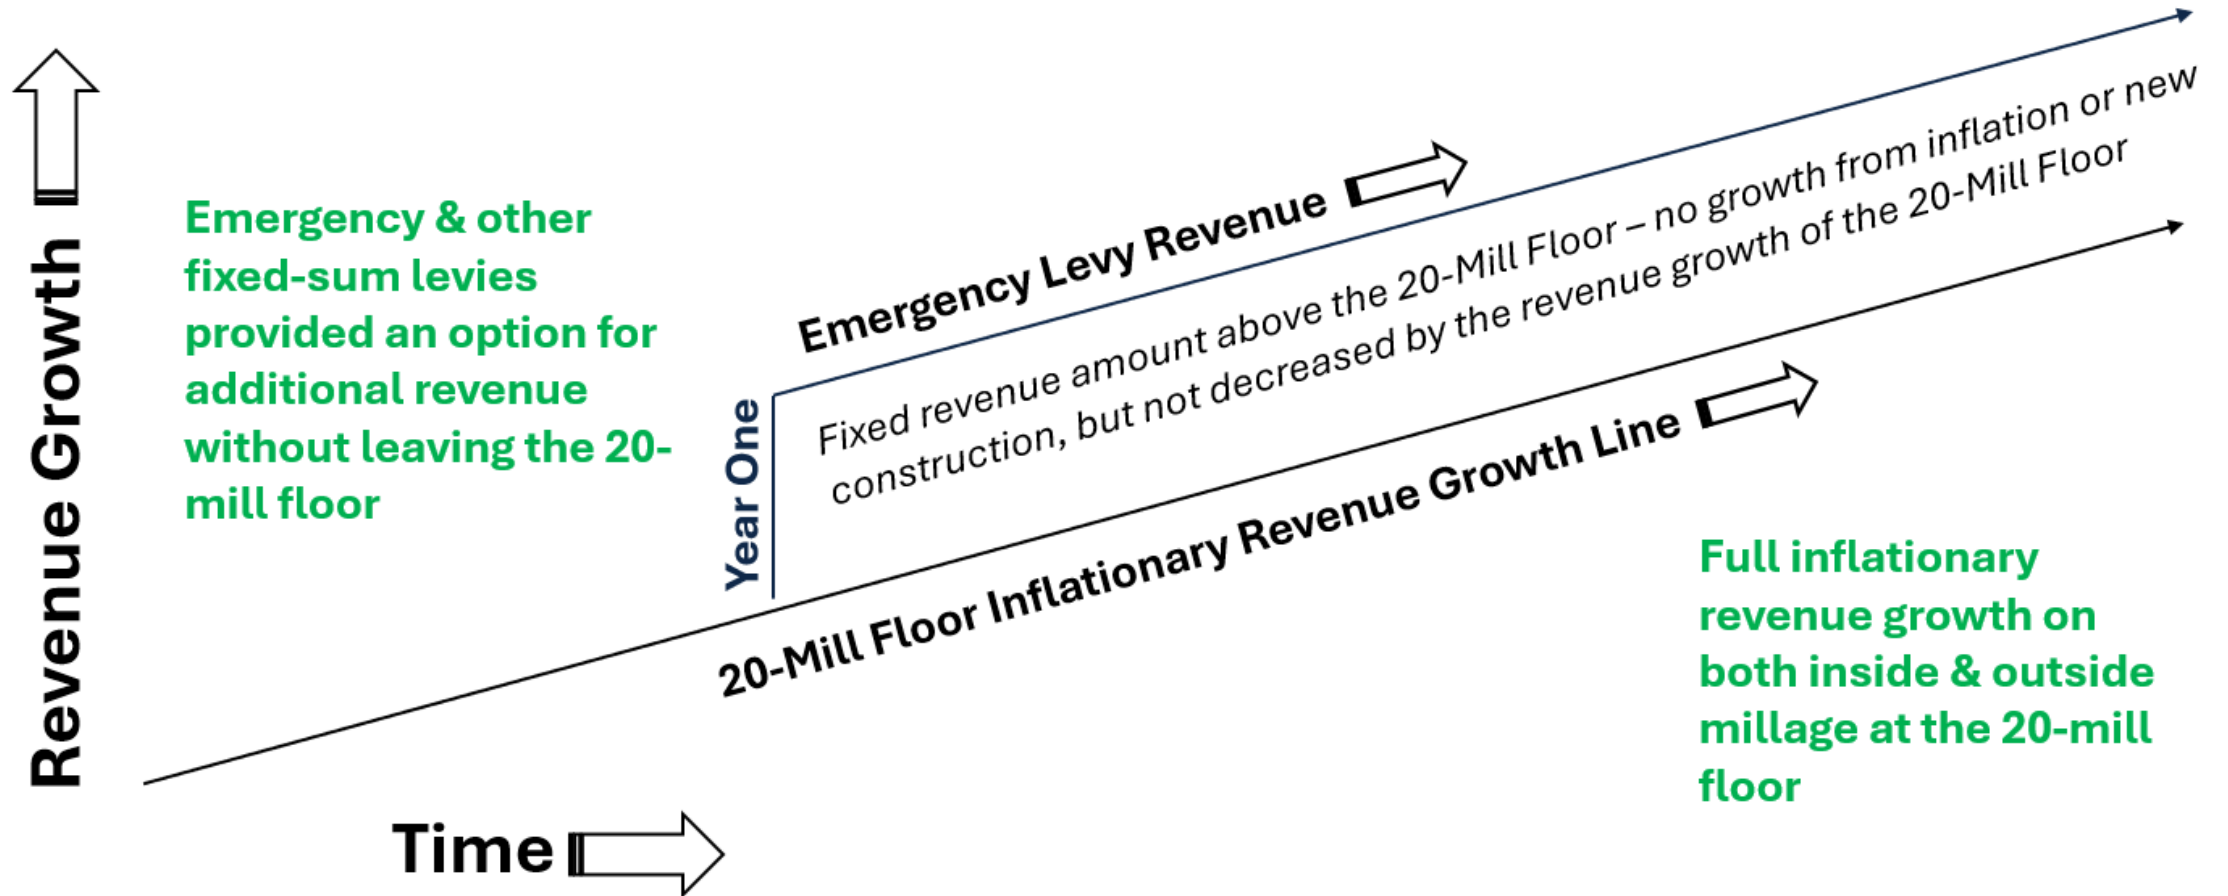 Revenue Growth
Emergency & other
fixed-sum levies
provided an option for
additional revenue
without leaving the 20-
mill floor
Emergency Levy Revenue
Year One
Fixed revenue amount above the 20-Mill Floor – no growth from inflation or new
construction, but not decreased by the revenue growth of the 20-Mill Floor
20-Mill Floor Inflationary Revenue Growth Line
Full inflationary
revenue growth on
both inside & outside
millage at the 20-mill
floor
Time